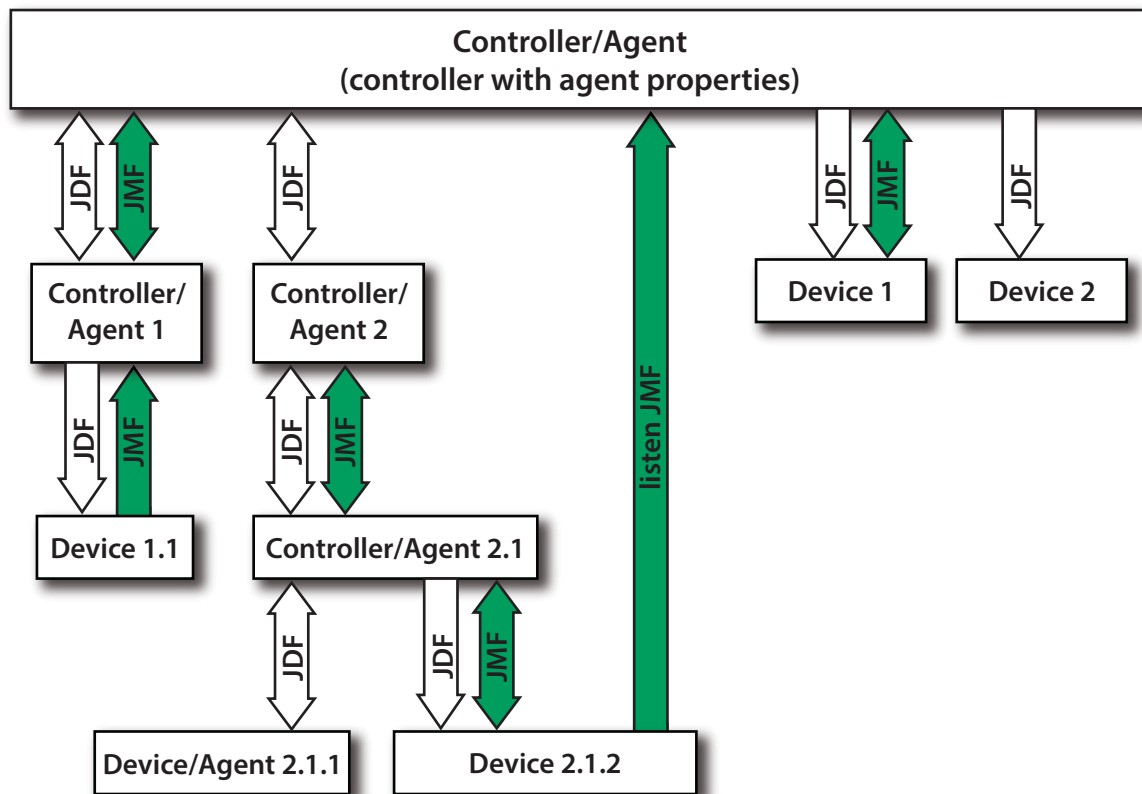 Controller/Agent
(controller with agent properties)
JDF
JMF
JDF
JDF
JMF
JDF
Controller/
Agent 1
Controller/
Agent 2
Device 1
Device 2
JDF
JMF
JDF
JMF
listen JMF
Device 1.1
Controller/Agent 2.1
JDF
JDF
JMF
Device/Agent 2.1.1
Device 2.1.2